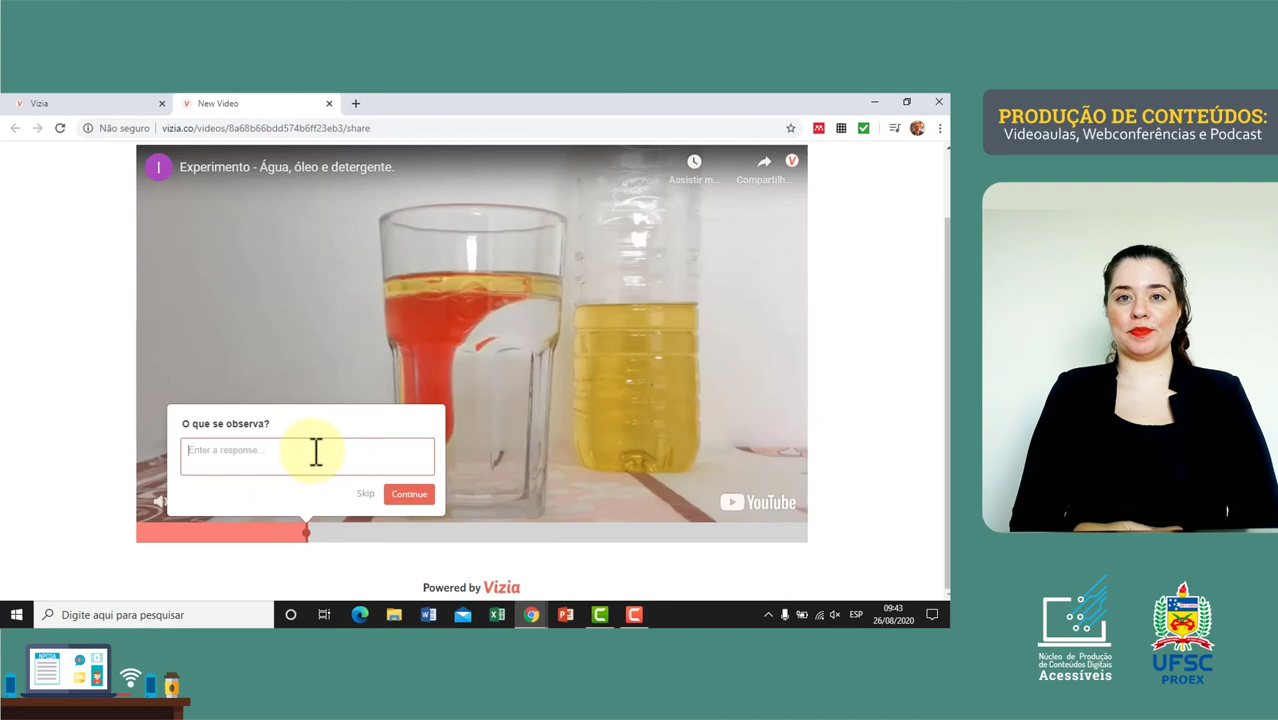 PRODUÇÃO DE CONTEÚDOS:
Videoaulas, Webconferências e Podcast
Vizia
New Video
Não seguro
vizia.co/videos/8a68b66bdd574b6ff23eb3/share
I
Experimento - Água, óleo e detergente.
Assistir m...
Compartilh...
O que se observa?
Enter a response...
Skip
Continue
YouTube
Powered by Vizia
Digite aqui para pesquisar
ESP
09:43
26/08/2020
NPCDA
Núcleo de Produção
de Conteúdos Digitais
Acessíveis
UFSC
PROEX